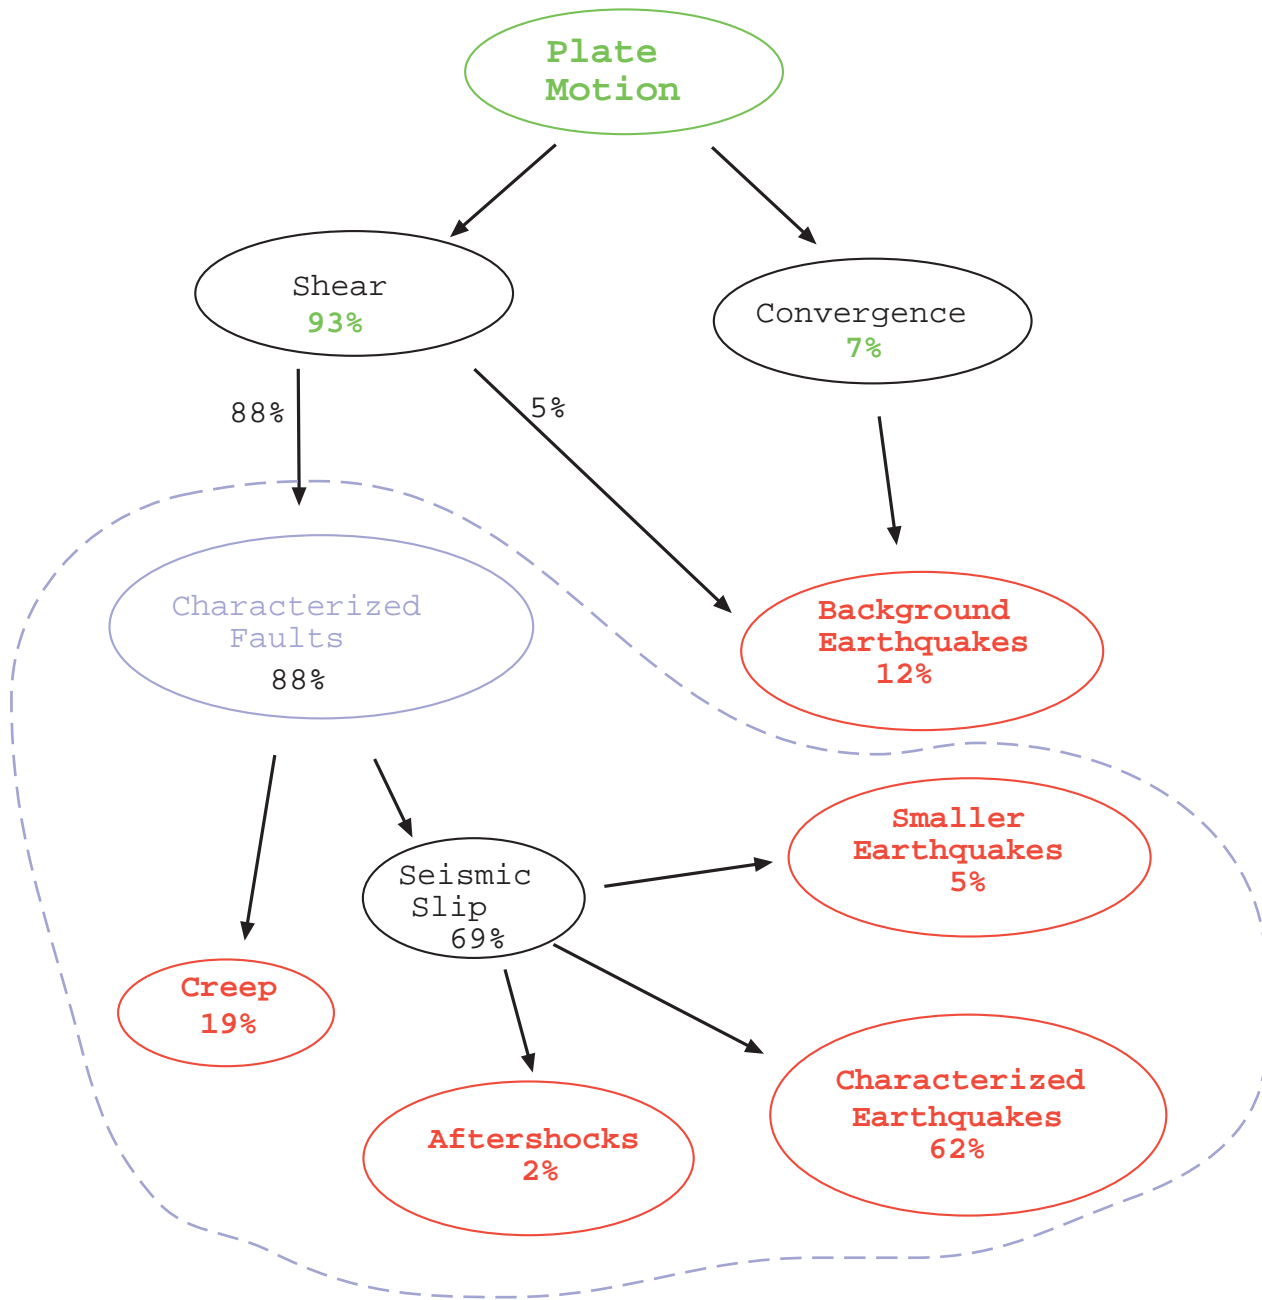 Plate
Motion
Shear
93%
Convergence
7%
88%
5%
Characterized
Faults
88%
Background
Earthquakes
12%
Smaller
Earthquakes
5%
Seismic
Slip
69%
Creep
19%
Characterized
Earthquakes
62%
Aftershocks
2%